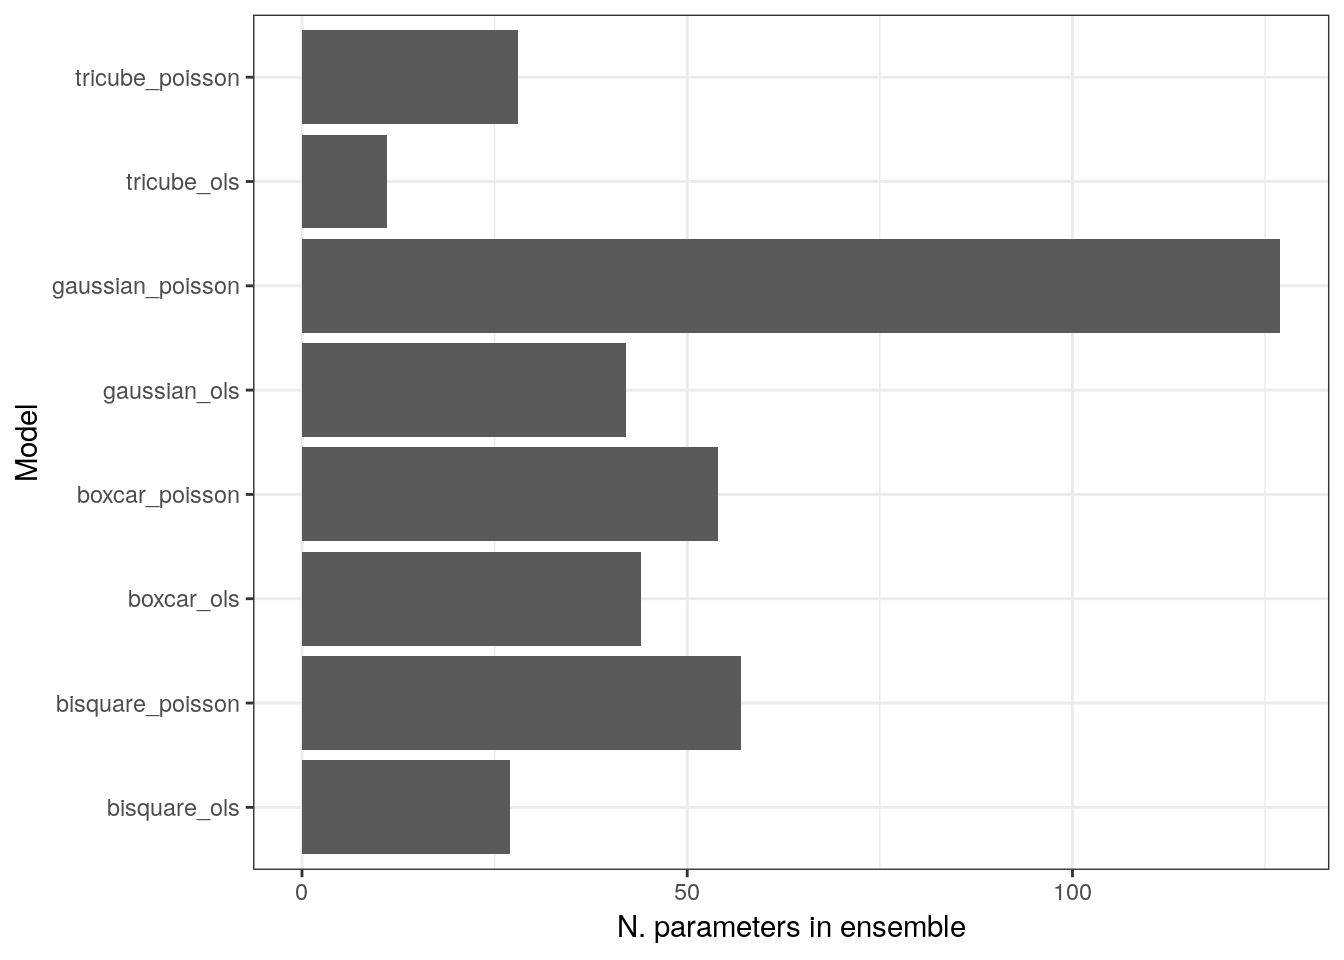 tricube_poisson
tricube_ols
gaussian_poisson
gaussian_ols
boxcar_poisson
boxcar_ols
bisquare_poisson
bisquare_ols
Model
0 50 100
N. parameters in ensemble